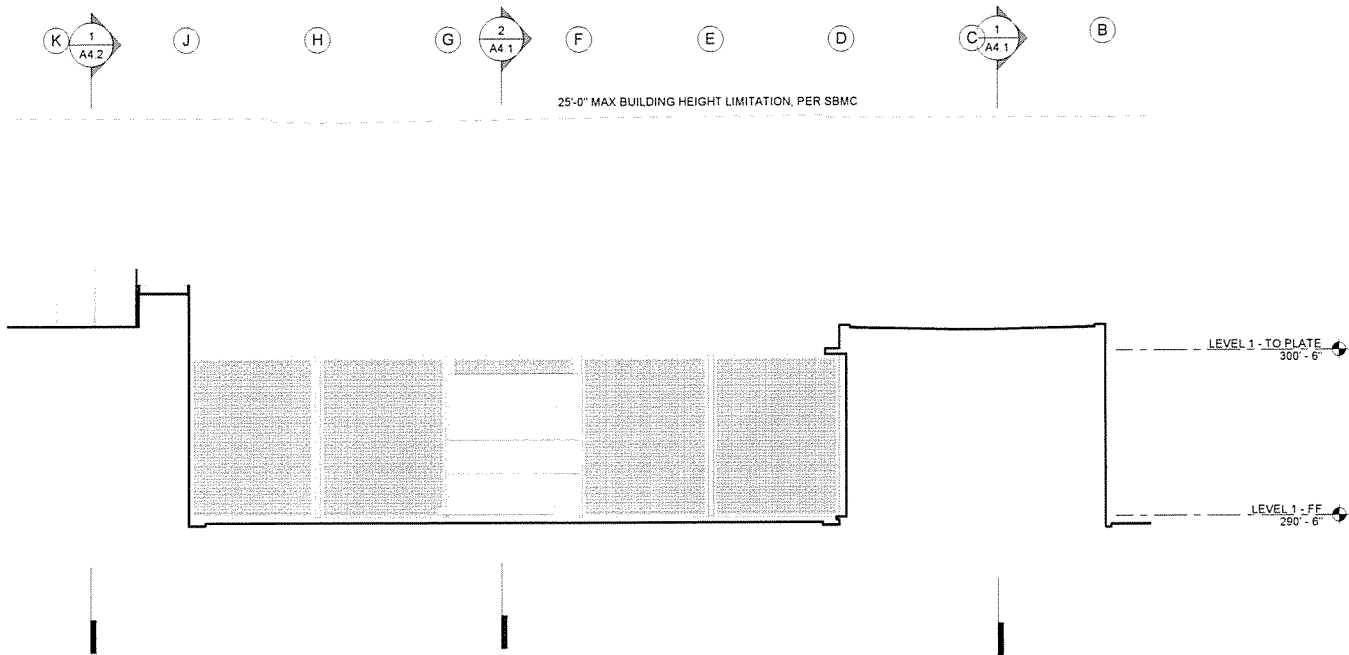 K
1
A4.2
J
H
G
2
A4.1
F
E
D
C
1
A4.1
B
25'-0" MAX BUILDING HEIGHT LIMITATION, PER SBMC
LEVEL 1 - TO PLATE
300' - 6"
LEVEL 1 - FF
290' - 6"